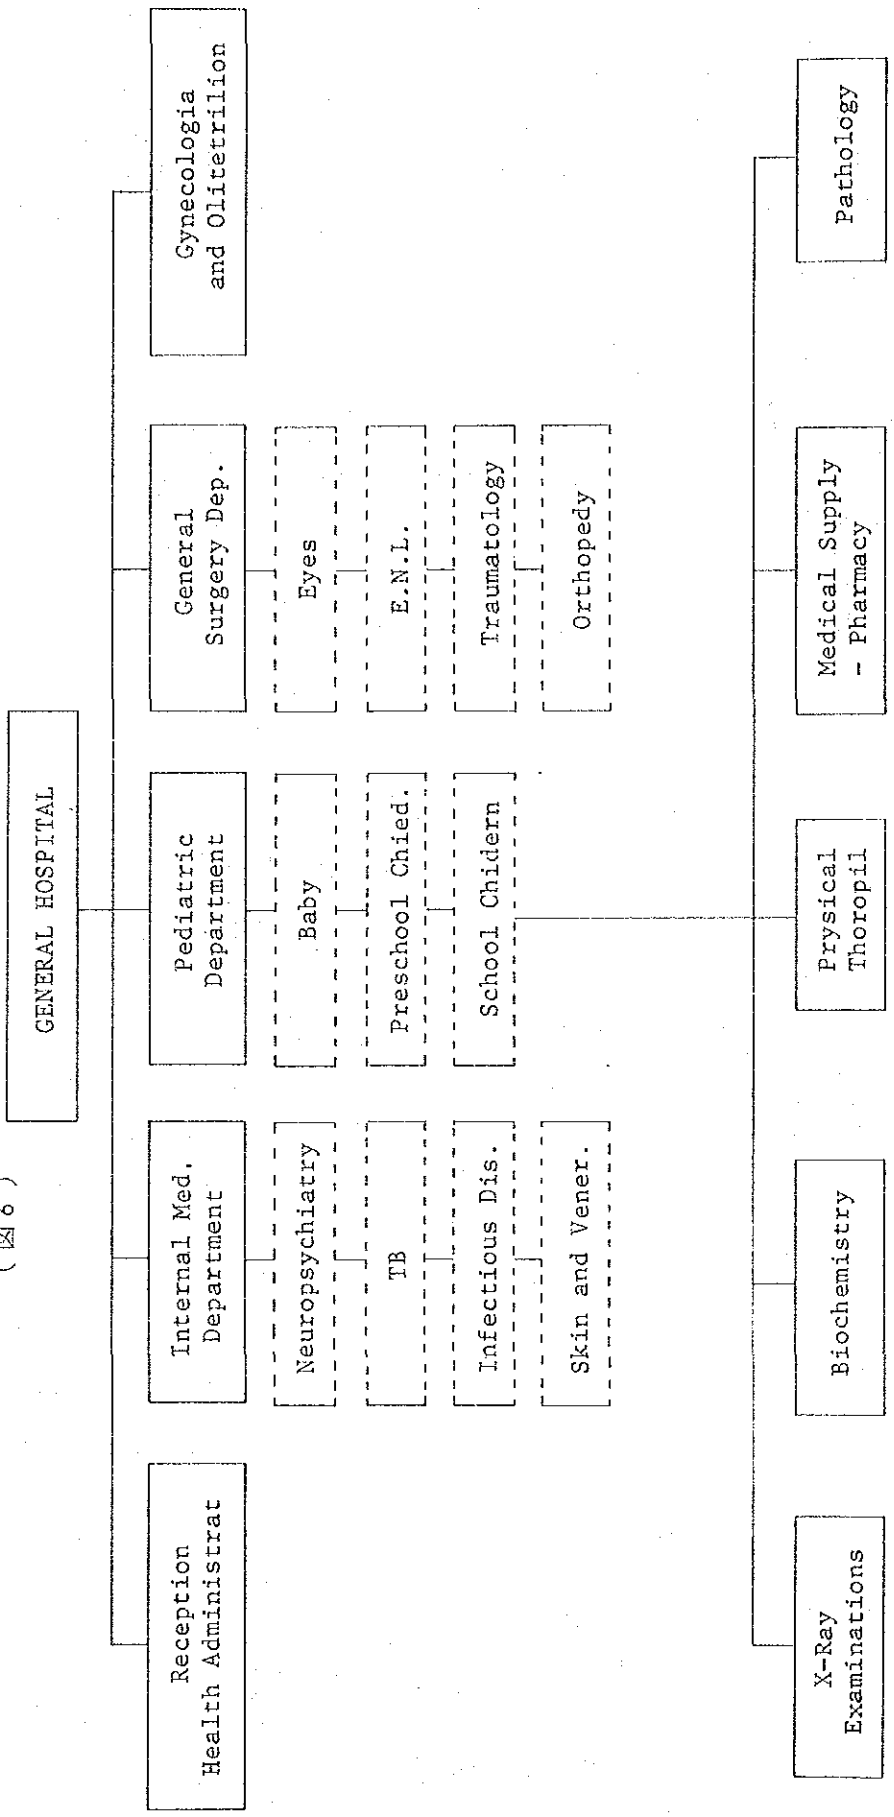 (図6)
GENERAL HOSPITAL
Reception
Health Administrat
Internal Med.
Department
Pediatric
Department
General
Surgery Dep.
Gynecologia
and Olitetrilion
Neuropsychiatry
TB
Infectious Dis.
Skin and Vener.
Baby
Preschool Chied.
School Chidern
Eyes
E.N.L.
Traumatology
Orthopedy
X-Ray
Examinations
Biochemistry
Prysical
Thoropil
Medical Supply
- Pharmacy
Pathology